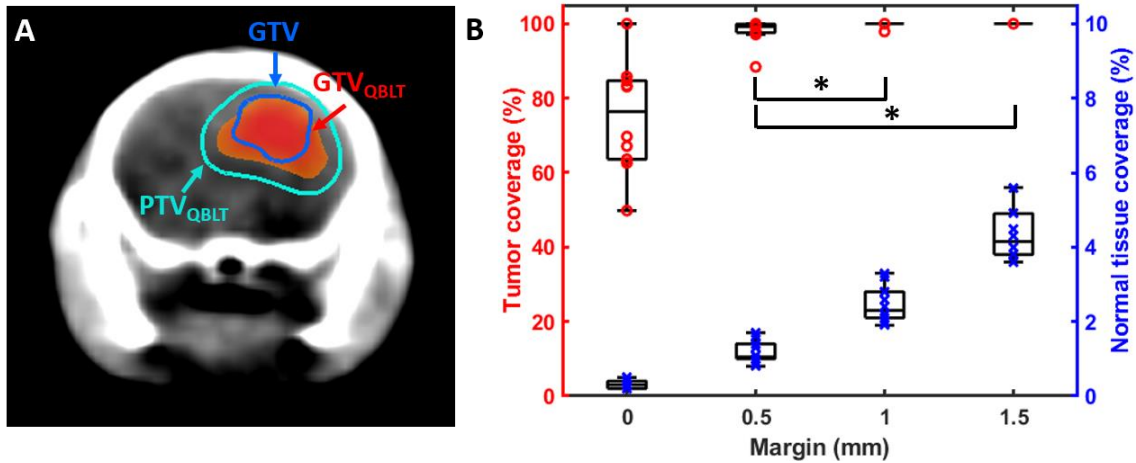 A
GTV
GTV_QBLT
PTV_QBLT
B
Tumor coverage (%)
100
80
60
40
20
0
*
*
Normal tissue coverage (%)
10
8
6
4
2
0
0 0.5 1 1.5
Margin (mm)